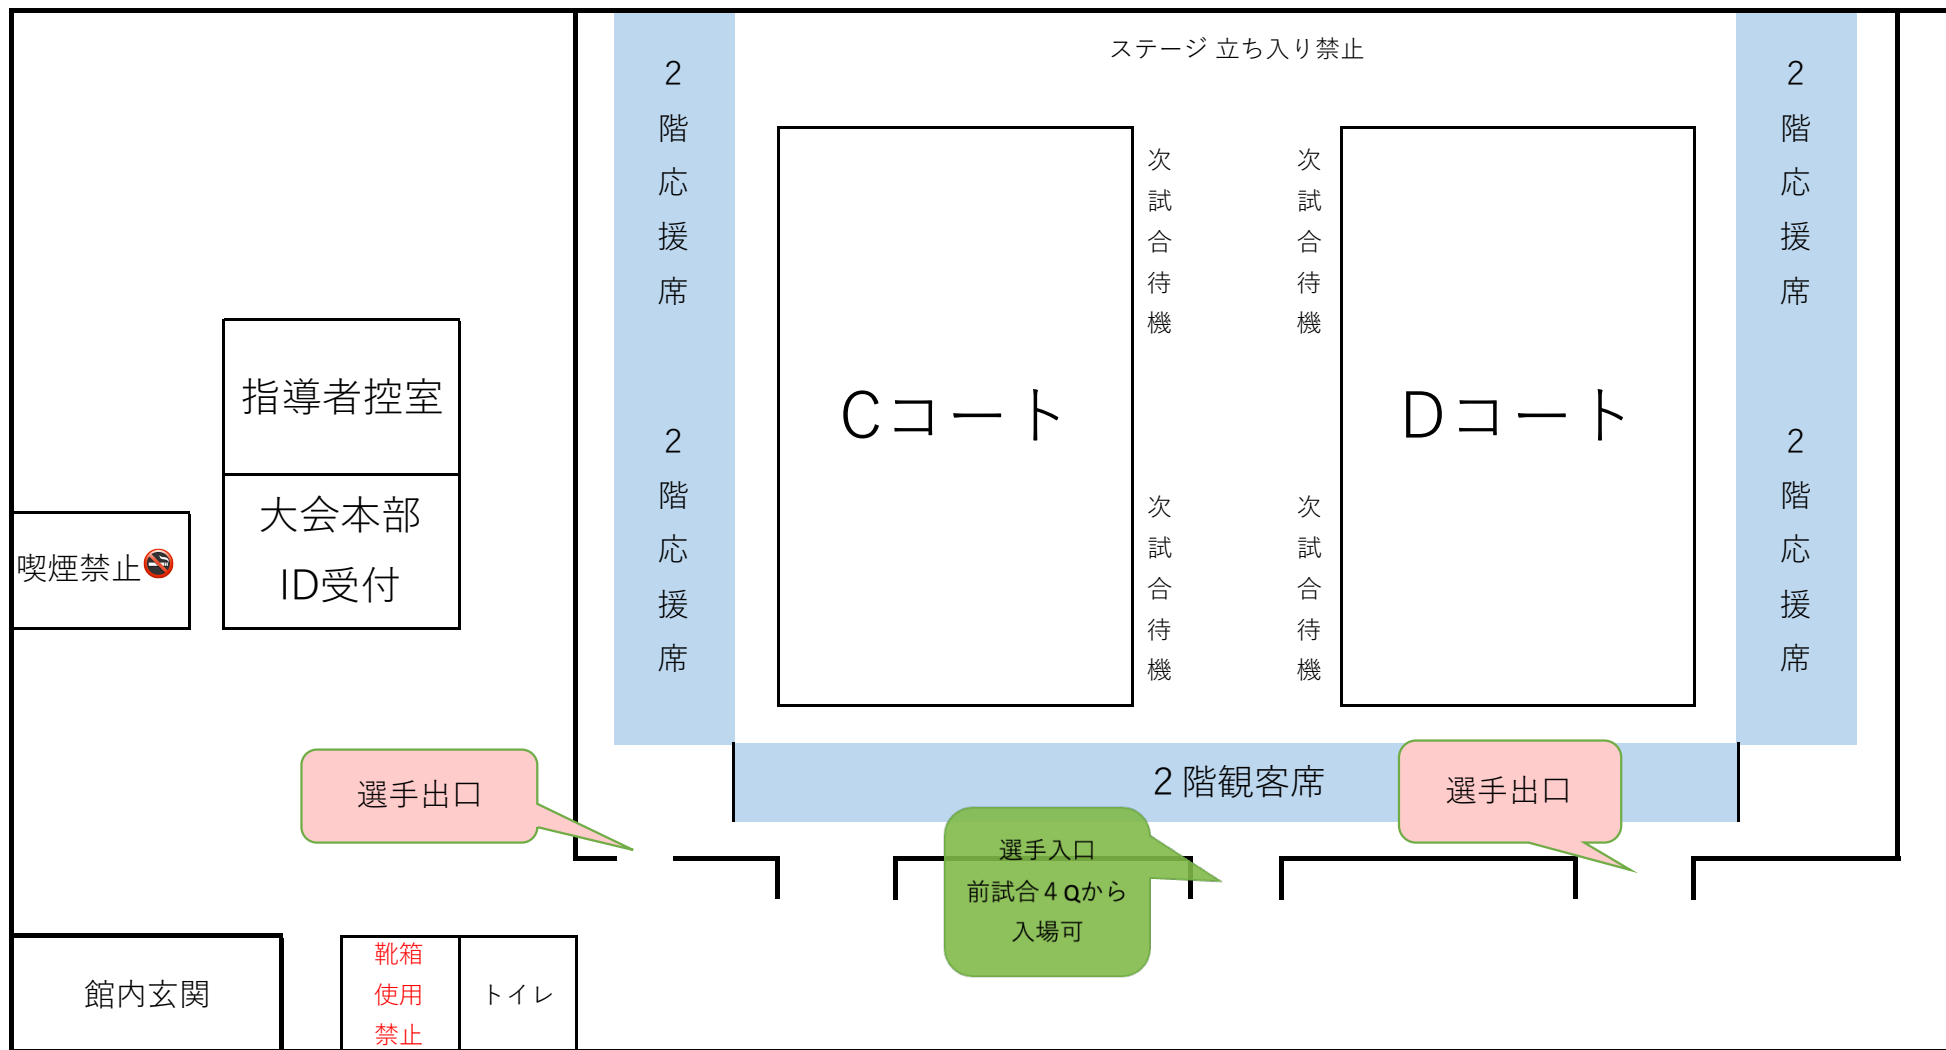 ステージ 立ち入り禁止
2階応援席
2階応援席
次試合待機
次試合待機
2階応援席
2階応援席
Cコート
Dコート
次試合待機
次試合待機
指導者控室
大会本部
ID受付
喫煙禁止
選手出口
2階観客席
選手出口
選手入口
前試合4Qから
入場可
館内玄関
靴箱
使用
禁止
トイレ